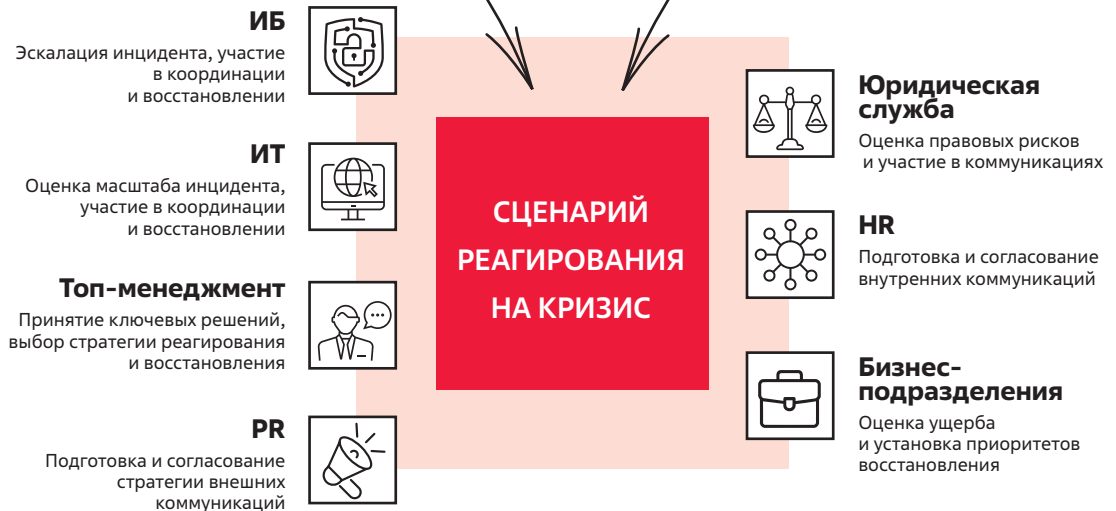 ИБ
Эскалация инцидента, участие
в координации
и восстановлении
ИТ
Оценка масштаба инцидента,
участие в координации
и восстановлении
Топ-менеджмент
Принятие ключевых решений,
выбор стратегии реагирования
и восстановления
PR
Подготовка и согласование
стратегии внешних
коммуникаций
СЦЕНАРИЙ
РЕАГИРОВАНИЯ
НА КРИЗИС
Юридическая
служба
Оценка правовых рисков
и участие в коммуникациях
HR
Подготовка и согласование
внутренних коммуникаций
Бизнес-
подразделения
Оценка ущерба
и установка приоритетов
восстановления